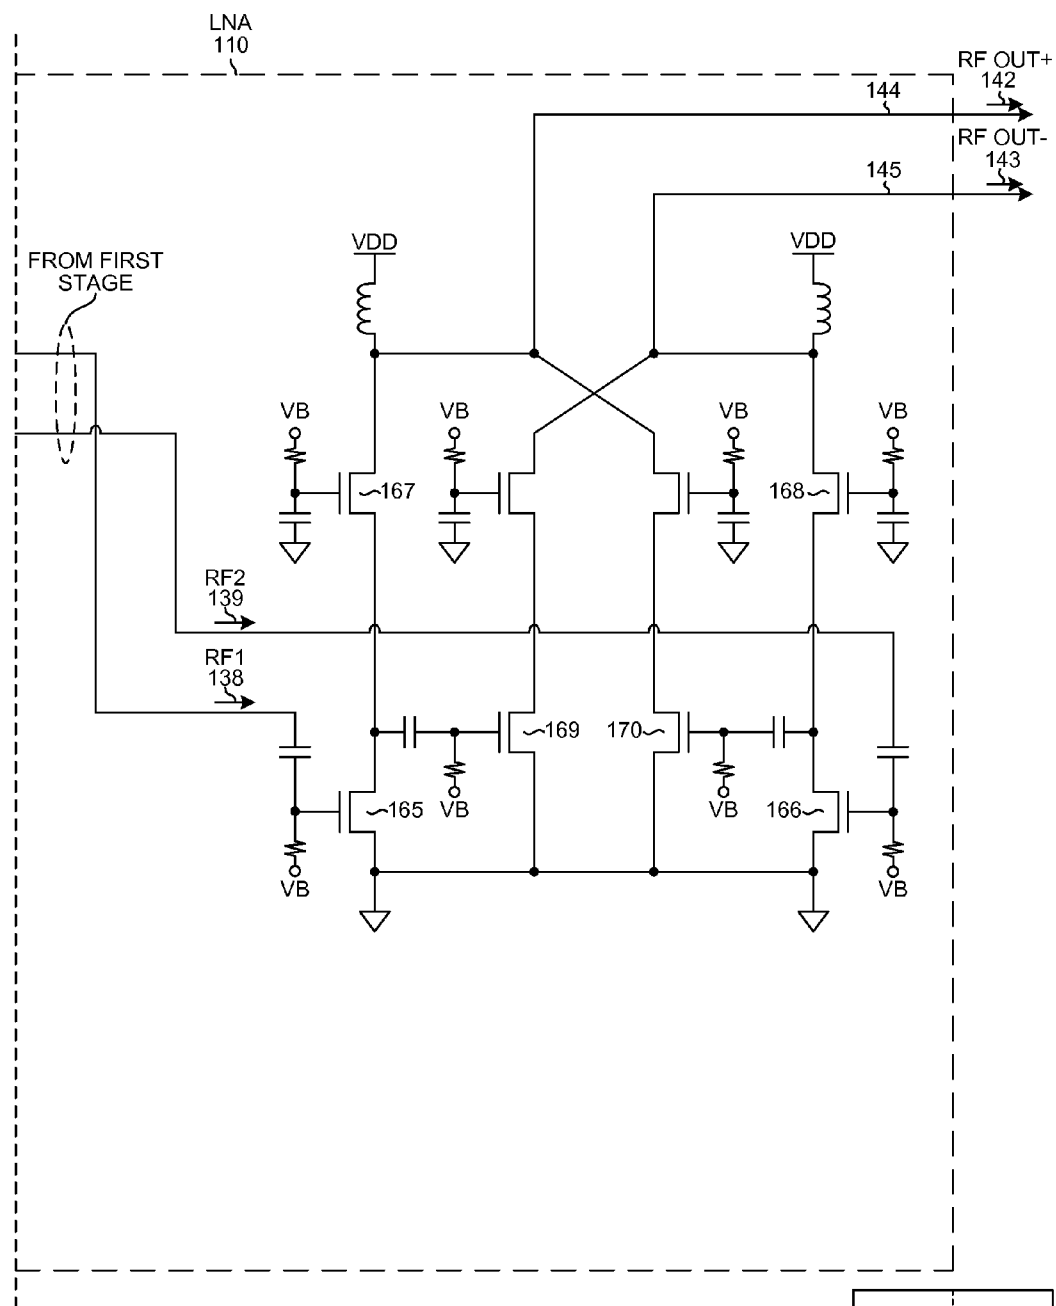 LNA
110
RF OUT+
142
144
RF OUT-
143
145
VDD
VDD
FROM FIRST
STAGE
VB
VB
VB
VB
167
168
RF2
139
RF1
138
169
170
VB
VB
165
166
VB
VB